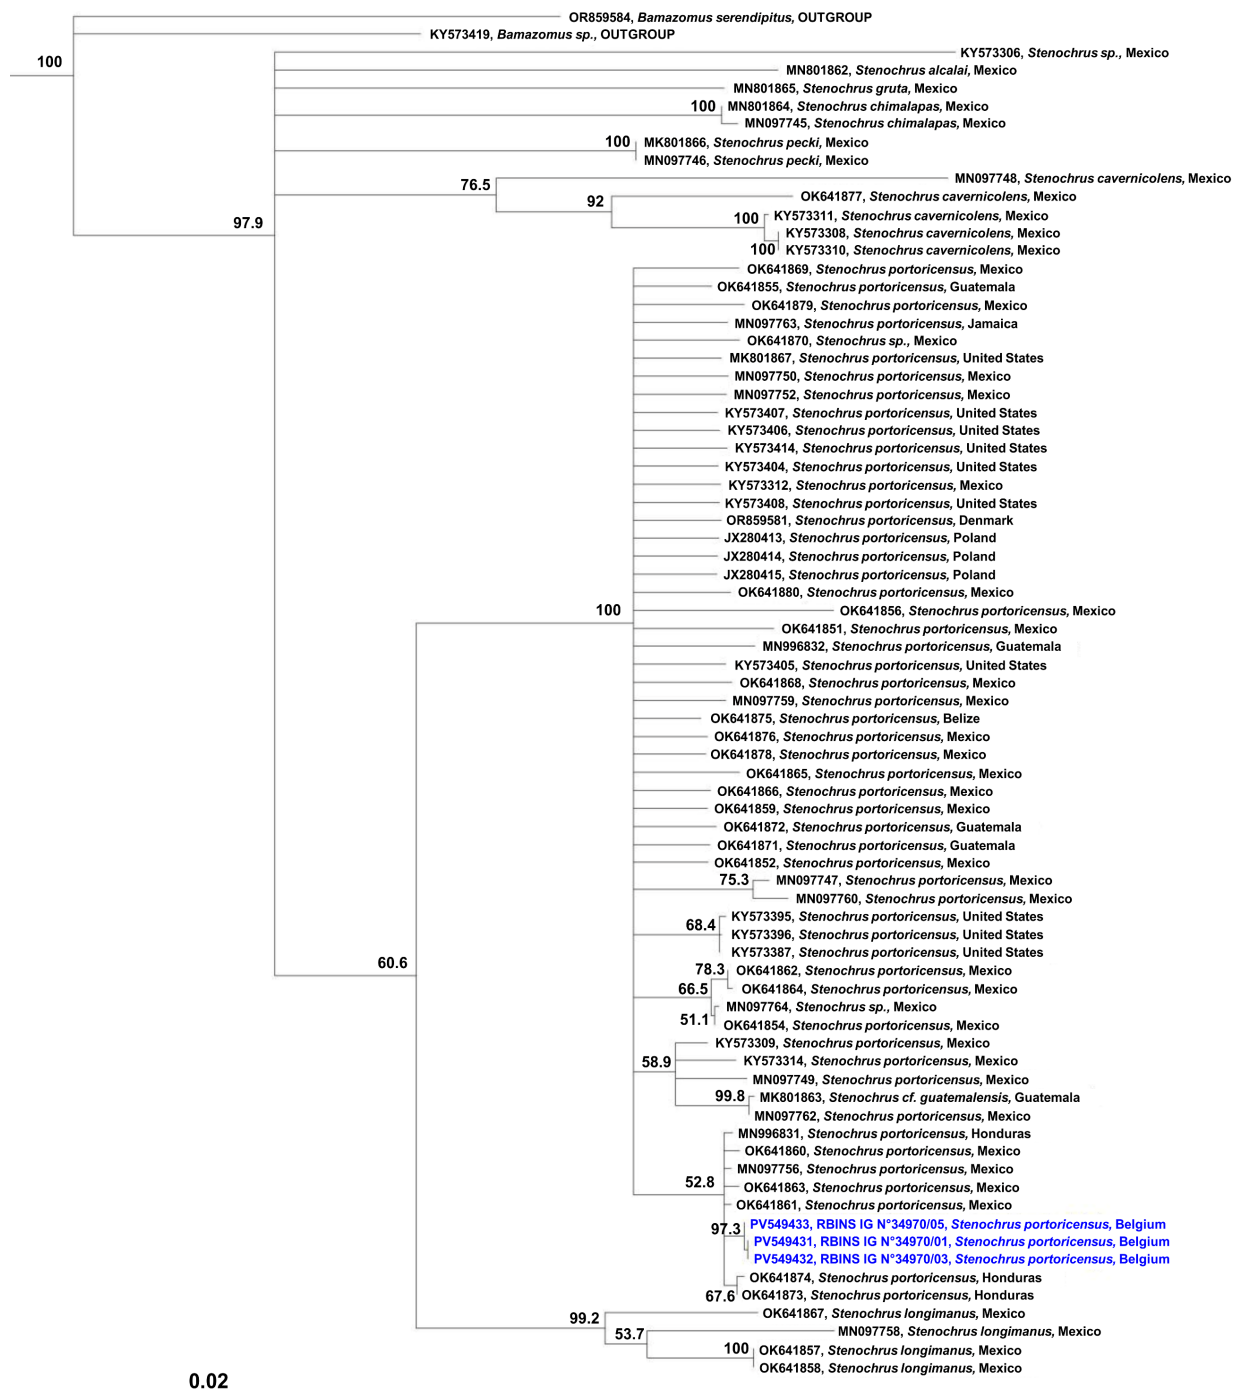 OR859584, Bamazomus serendipitus, OUTGROUP
KY573419, Bamazomus sp., OUTGROUP
100
KY573306, Stenochrus sp., Mexico
MN801862, Stenochrus alcalai, Mexico
MN801865, Stenochrus gruta, Mexico
100
MN801864, Stenochrus chimalapas, Mexico
MN097745, Stenochrus chimalapas, Mexico
100
MK801866, Stenochrus pecki, Mexico
MN097746, Stenochrus pecki, Mexico
76.5
MN097748, Stenochrus cavernicolens, Mexico
92
OK641877, Stenochrus cavernicolens, Mexico
97.9
100
KY573311, Stenochrus cavernicolens, Mexico
KY573308, Stenochrus cavernicolens, Mexico
100
KY573310, Stenochrus cavernicolens, Mexico
OK641869, Stenochrus portoricensus, Mexico
OK641855, Stenochrus portoricensus, Guatemala
OK641879, Stenochrus portoricensus, Mexico
MN097763, Stenochrus portoricensus, Jamaica
OK641870, Stenochrus sp., Mexico
MK801867, Stenochrus portoricensus, United States
MN097750, Stenochrus portoricensus, Mexico
MN097752, Stenochrus portoricensus, Mexico
KY573407, Stenochrus portoricensus, United States
KY573406, Stenochrus portoricensus, United States
KY573414, Stenochrus portoricensus, United States
KY573404, Stenochrus portoricensus, United States
KY573312, Stenochrus portoricensus, Mexico
KY573408, Stenochrus portoricensus, United States
OR859581, Stenochrus portoricensus, Denmark
JX280413, Stenochrus portoricensus, Poland
JX280414, Stenochrus portoricensus, Poland
JX280415, Stenochrus portoricensus, Poland
OK641880, Stenochrus portoricensus, Mexico
100
OK641856, Stenochrus portoricensus, Mexico
OK641851, Stenochrus portoricensus, Mexico
MN996832, Stenochrus portoricensus, Guatemala
KY573405, Stenochrus portoricensus, United States
OK641868, Stenochrus portoricensus, Mexico
MN097759, Stenochrus portoricensus, Mexico
OK641875, Stenochrus portoricensus, Belize
OK641876, Stenochrus portoricensus, Mexico
OK641878, Stenochrus portoricensus, Mexico
OK641865, Stenochrus portoricensus, Mexico
OK641866, Stenochrus portoricensus, Mexico
OK641859, Stenochrus portoricensus, Mexico
OK641872, Stenochrus portoricensus, Guatemala
OK641871, Stenochrus portoricensus, Guatemala
OK641852, Stenochrus portoricensus, Mexico
75.3
MN097747, Stenochrus portoricensus, Mexico
MN097760, Stenochrus portoricensus, Mexico
68.4
KY573395, Stenochrus portoricensus, United States
KY573396, Stenochrus portoricensus, United States
KY573387, Stenochrus portoricensus, United States
60.6
78.3
OK641862, Stenochrus portoricensus, Mexico
66.5
OK641864, Stenochrus portoricensus, Mexico
MN097764, Stenochrus sp., Mexico
51.1
OK641854, Stenochrus portoricensus, Mexico
KY573309, Stenochrus portoricensus, Mexico
58.9
KY573314, Stenochrus portoricensus, Mexico
MN097749, Stenochrus portoricensus, Mexico
99.8
MK801863, Stenochrus cf. guatemalensis, Guatemala
MN097762, Stenochrus portoricensus, Mexico
MN996831, Stenochrus portoricensus, Honduras
OK641860, Stenochrus portoricensus, Mexico
MN097756, Stenochrus portoricensus, Mexico
52.8
OK641863, Stenochrus portoricensus, Mexico
OK641861, Stenochrus portoricensus, Mexico
97.3
PV549433, RBINS IG N°34970/05, Stenochrus portoricensus, Belgium
PV549431, RBINS IG N°34970/01, Stenochrus portoricensus, Belgium
PV549432, RBINS IG N°34970/03, Stenochrus portoricensus, Belgium
OK641874, Stenochrus portoricensus, Honduras
67.6
OK641873, Stenochrus portoricensus, Honduras
99.2
OK641867, Stenochrus longimanus, Mexico
53.7
MN097758, Stenochrus longimanus, Mexico
100
OK641857, Stenochrus longimanus, Mexico
OK641858, Stenochrus longimanus, Mexico
0.02